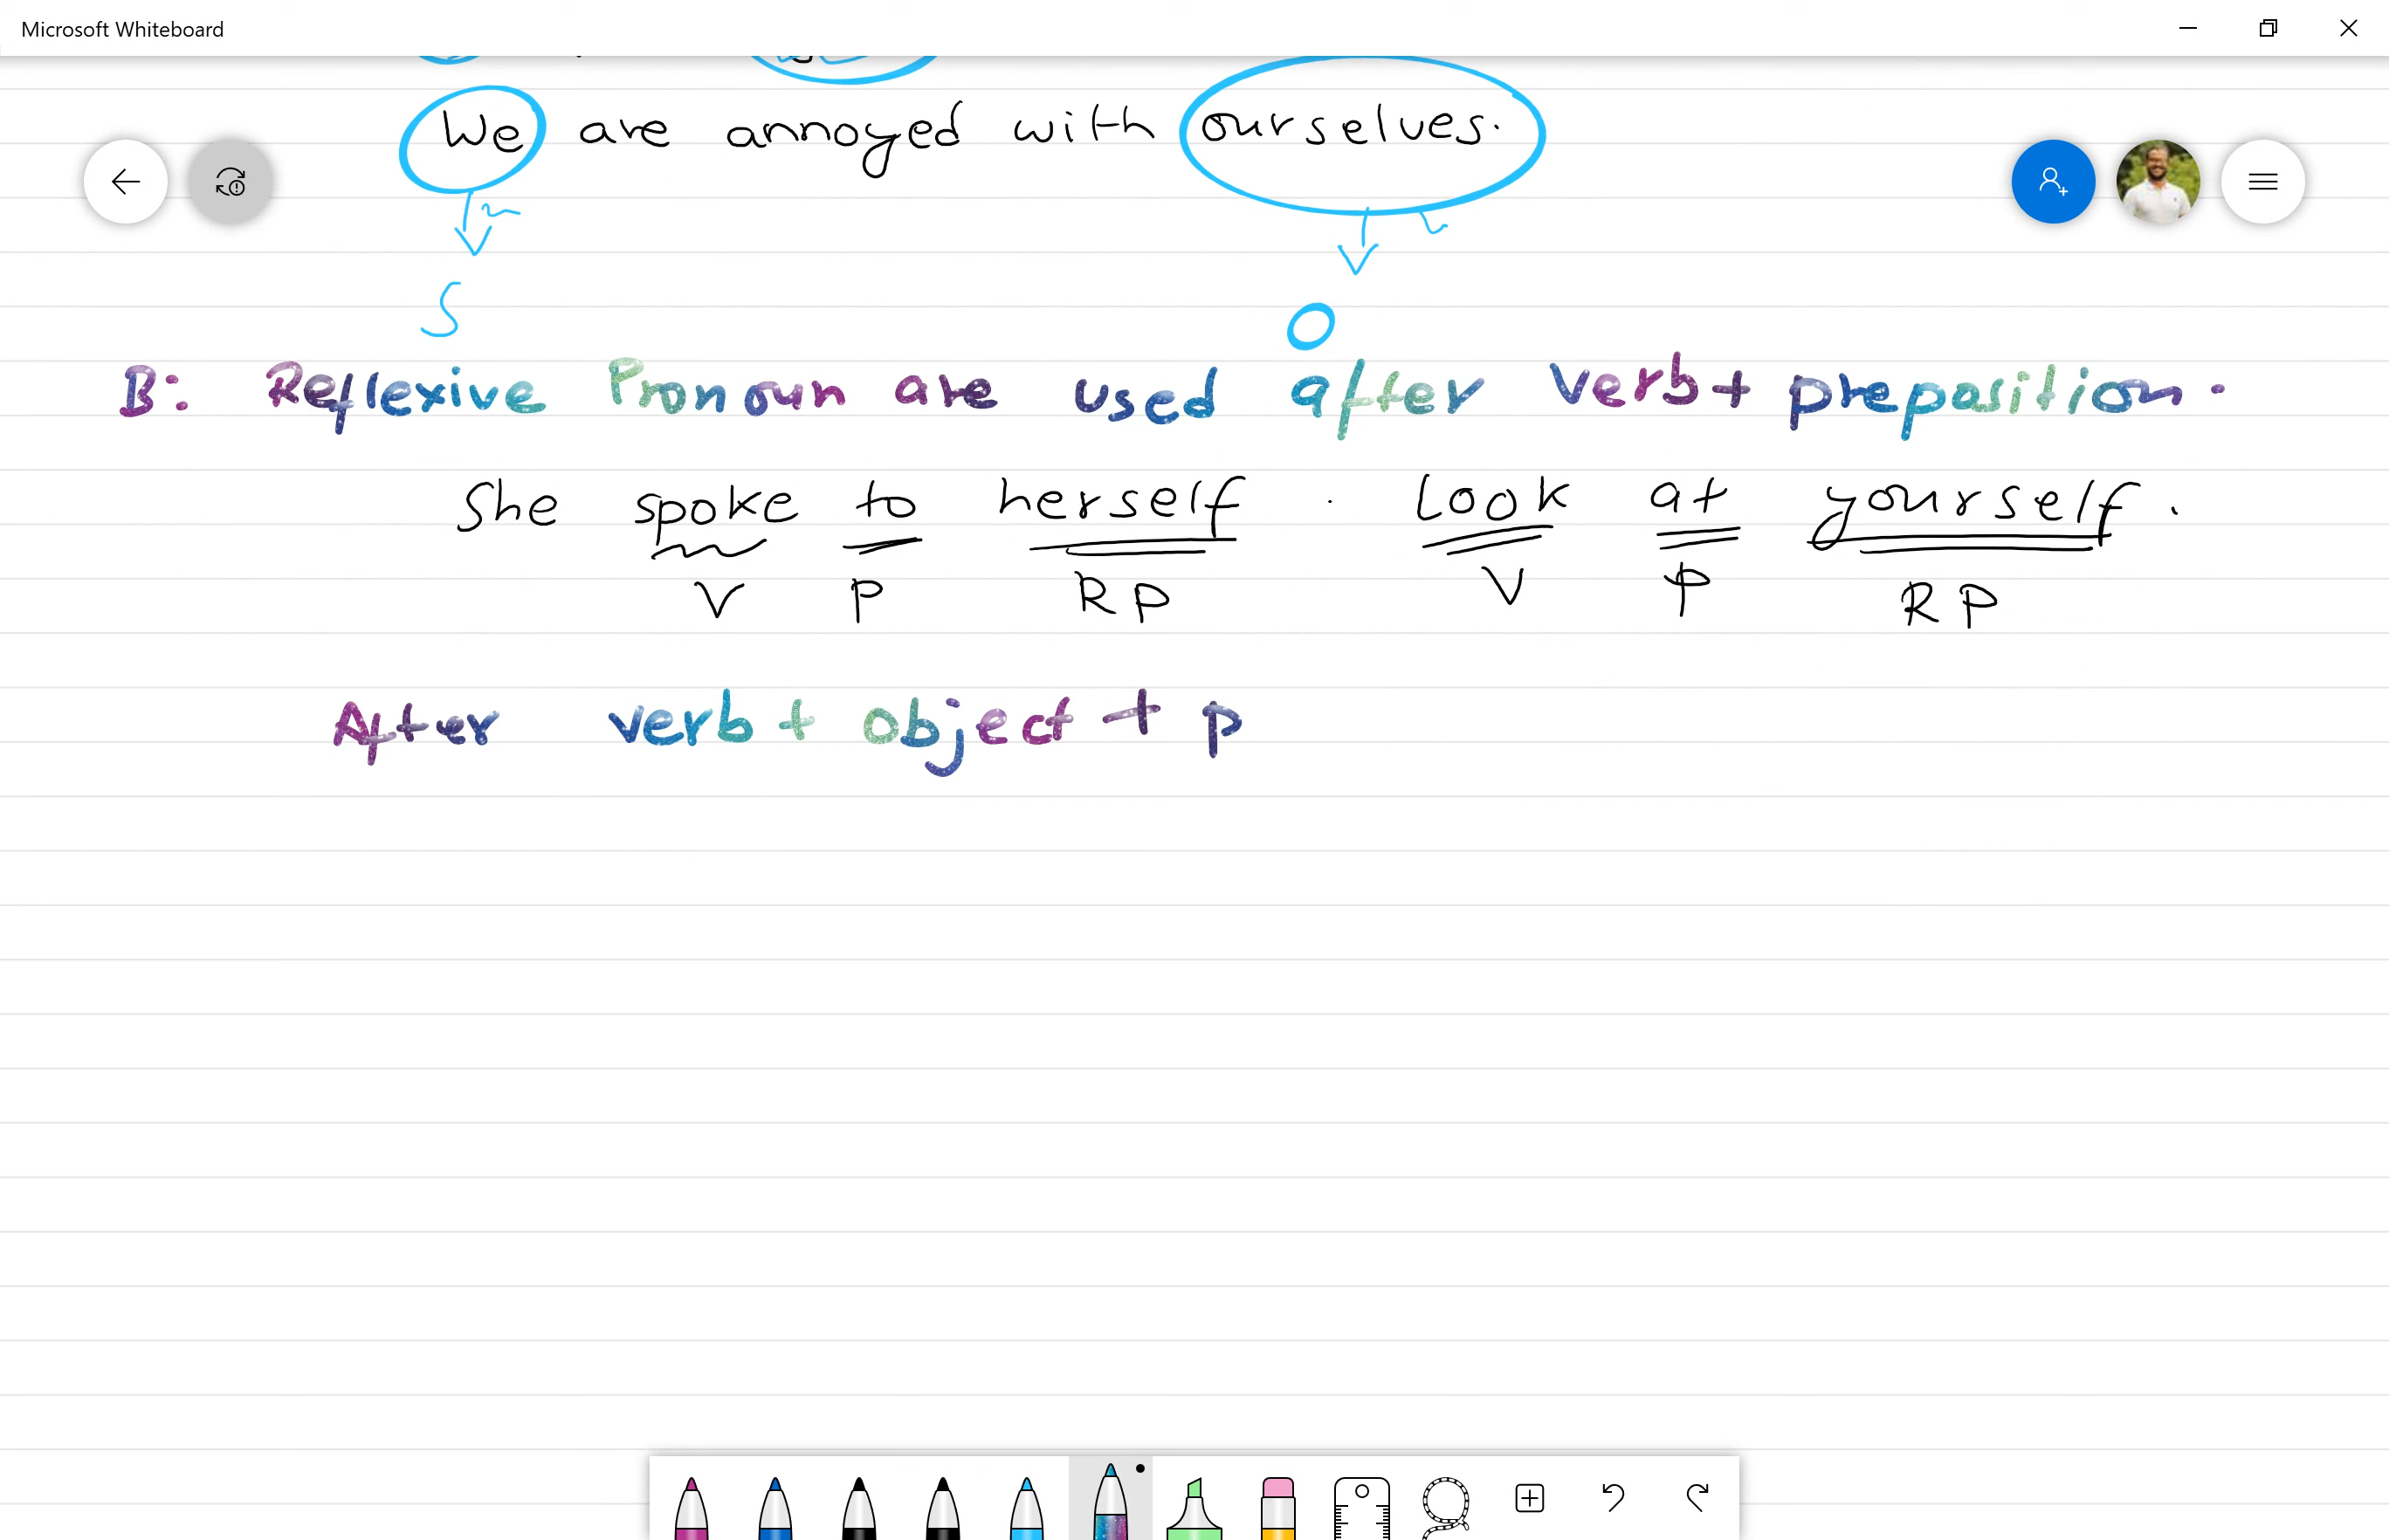 Microsoft Whiteboard
We are annoyed with ourselves.
S O
B: Reflexive Pronoun are used after verb + preposition.
She spoke to herself. Look at yourself.
V P RP V P RP
After verb + object + p